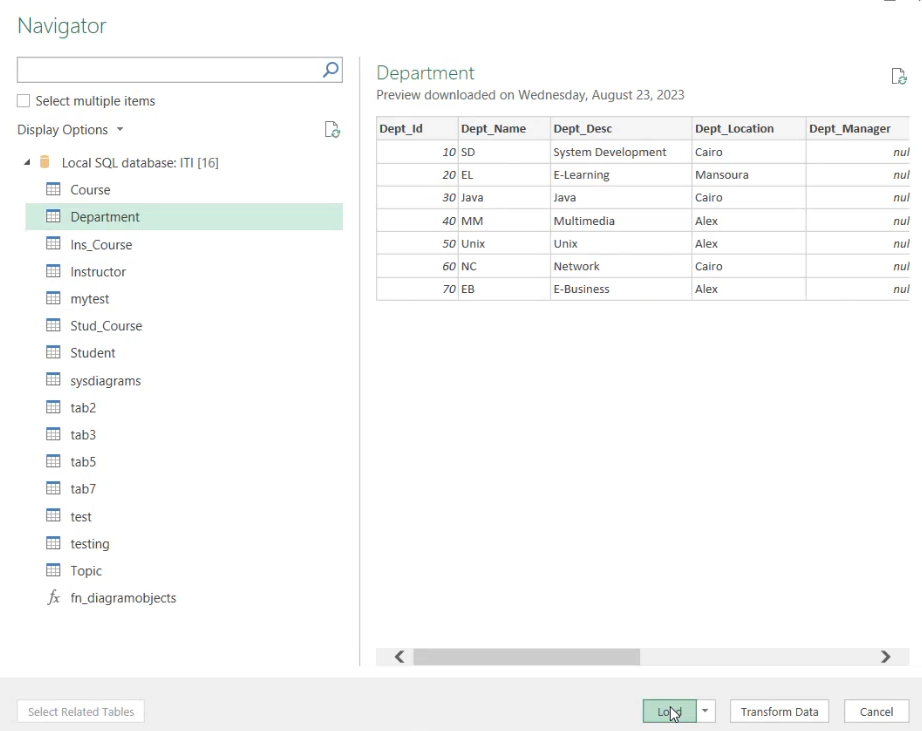 Navigator
Select multiple items
Display Options
Local SQL database: ITI [16]
Course
Department
Ins_Course
Instructor
mytest
Stud_Course
Student
sysdiagrams
tab2
tab3
tab5
tab7
test
testing
Topic
fx fn_diagramobjects
Department
Preview downloaded on Wednesday, August 23, 2023
Dept_Id Dept_Name Dept_Desc Dept_Location Dept_Manager
10 SD System Development Cairo nul
20 EL E-Learning Mansoura nul
30 Java Java Cairo nul
40 MM Multimedia Alex nul
50 Unix Unix Alex nul
60 NC Network Cairo nul
70 EB E-Business Alex nul
Select Related Tables Load Transform Data Cancel